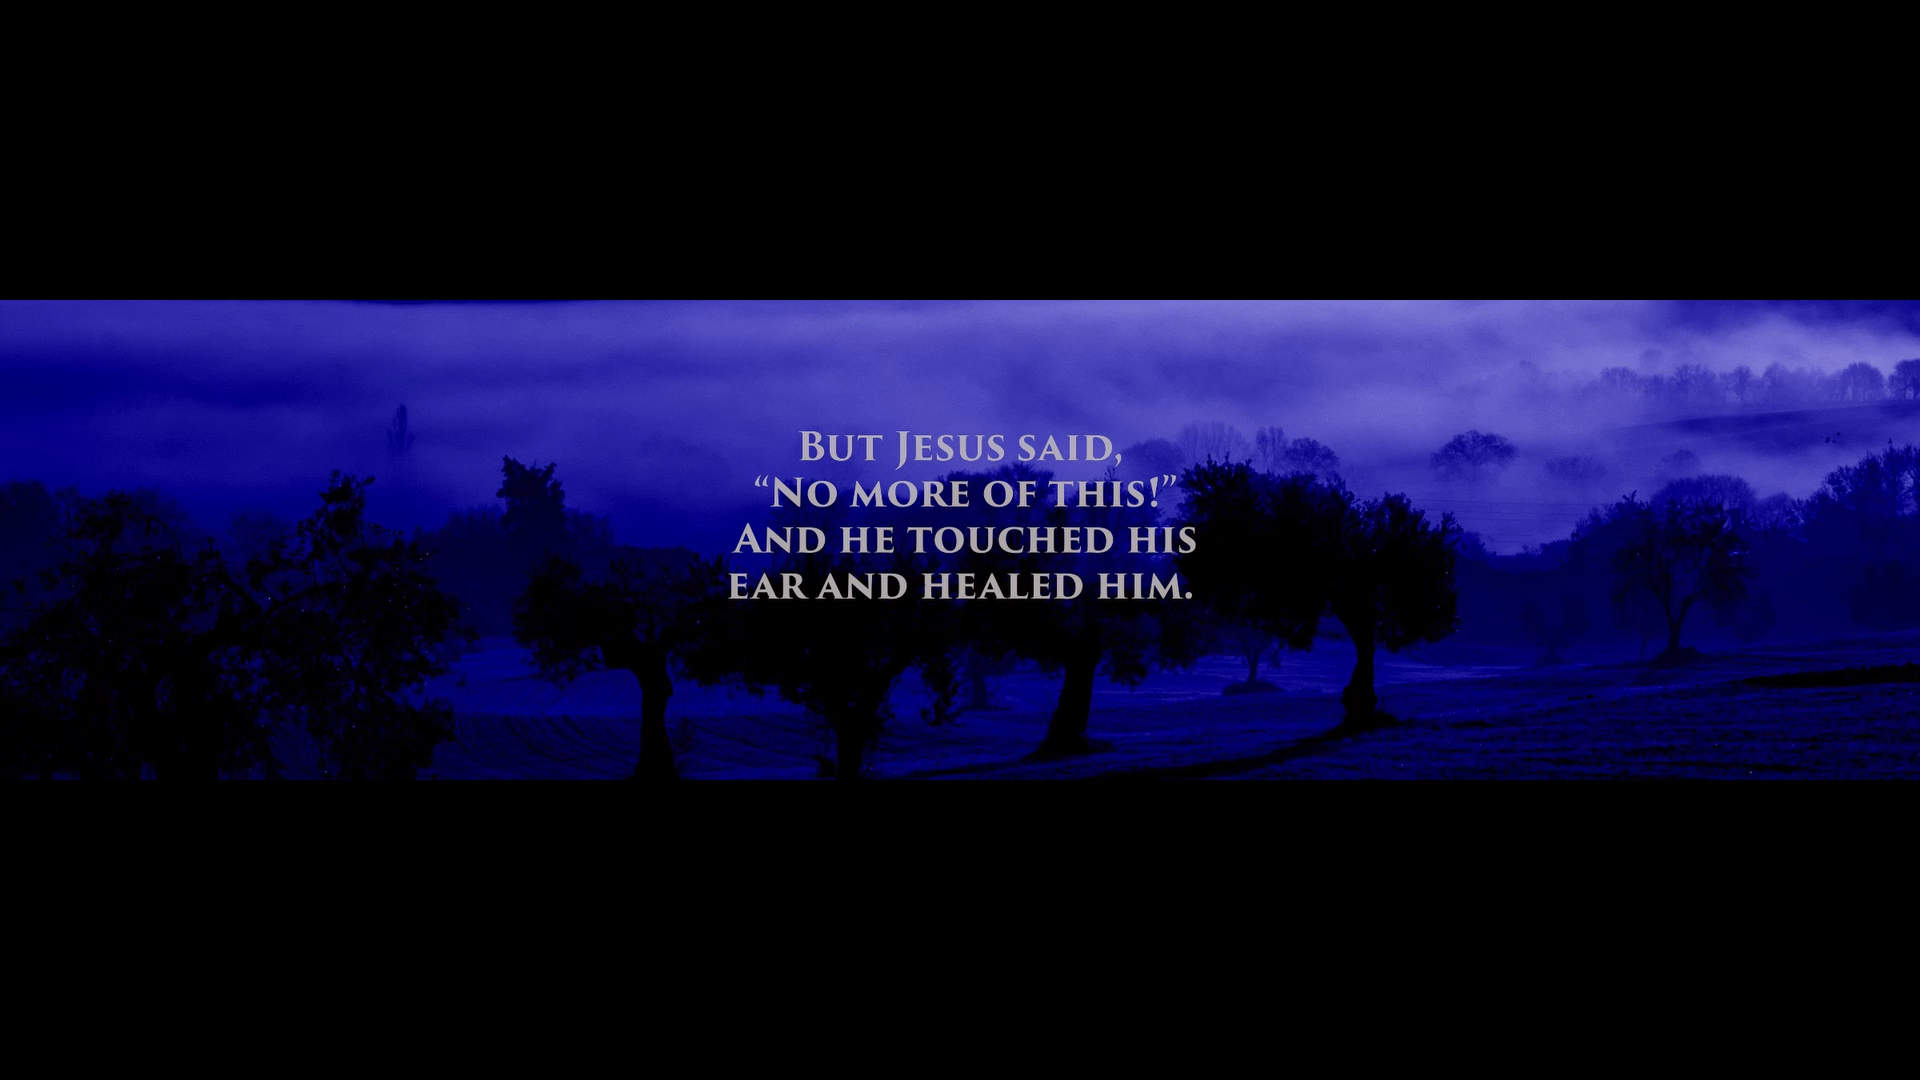 But Jesus said,
“No more of this!”
And he touched his
ear and healed him.